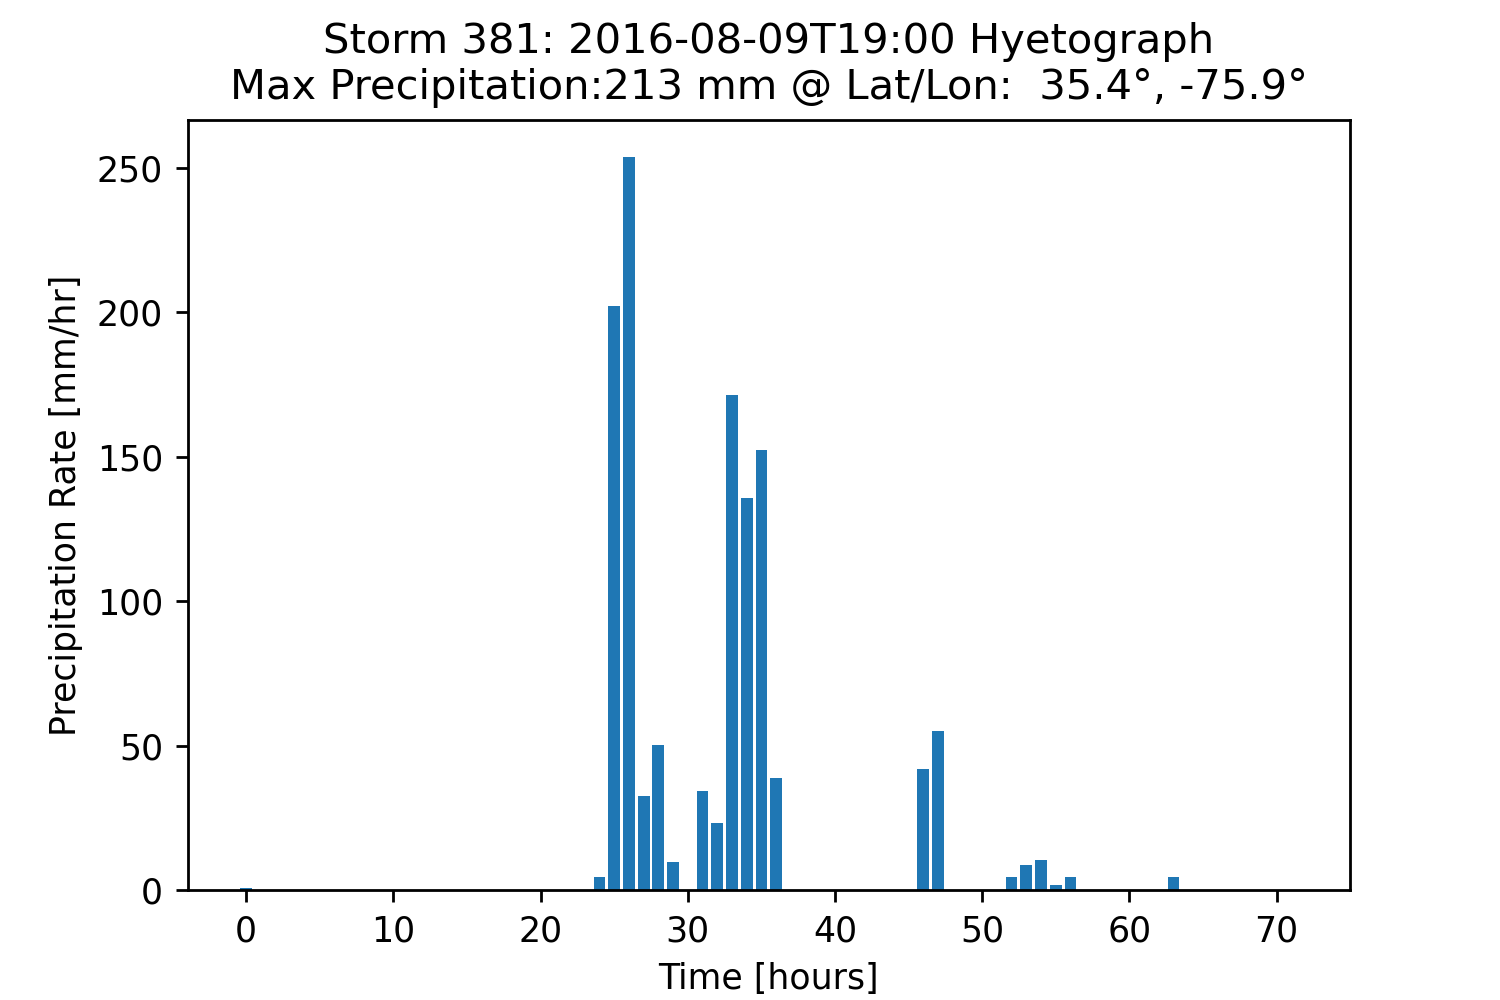 Storm 381: 2016-08-09T19:00 Hyetograph
Max Precipitation:213 mm @ Lat/Lon:  35.4°, -75.9°
Precipitation Rate [mm/hr]
250
200
150
100
50
0
0 10 20 30 40 50 60 70
Time [hours]